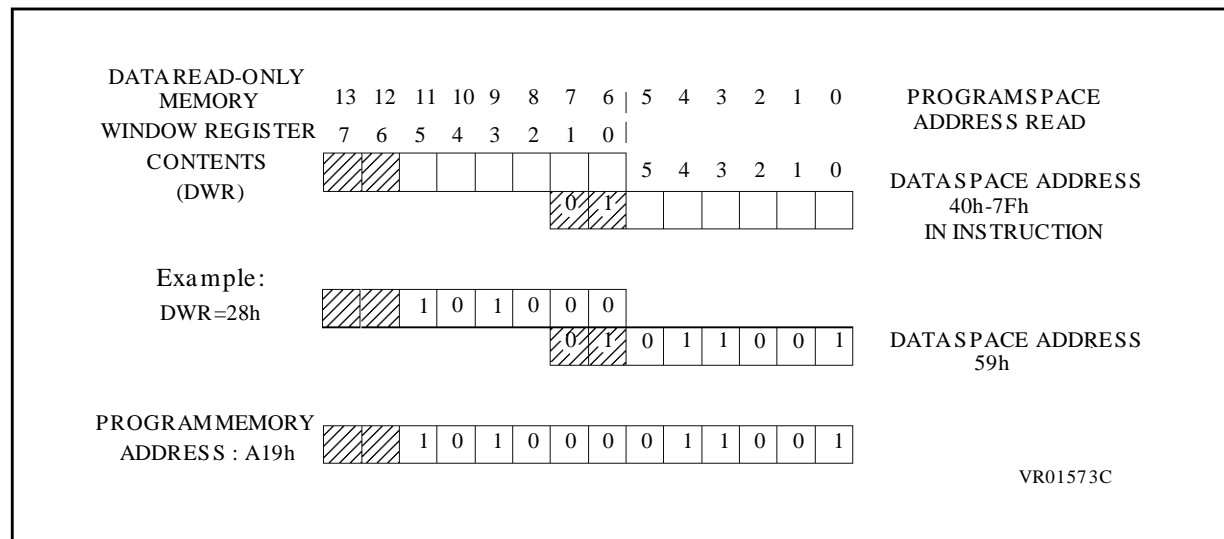 DATA READ-ONLY
MEMORY
13 12 11 10 9 8 7 6 5 4 3 2 1 0
PROGRAM SPACE
ADDRESS READ
WINDOW REGISTER
7 6 5 4 3 2 1 0
CONTENTS
(DWR)
5 4 3 2 1 0
0 1
DATA SPACE ADDRESS
40h-7Fh
IN INSTRUCTION
Example:
DWR=28h
1 0 1 0 0 0
0 1 0 1 1 0 0 1
DATA SPACE ADDRESS
59h
PROGRAM MEMORY
ADDRESS : A19h
1 0 1 0 0 0 0 1 1 0 0 1
VR01573C